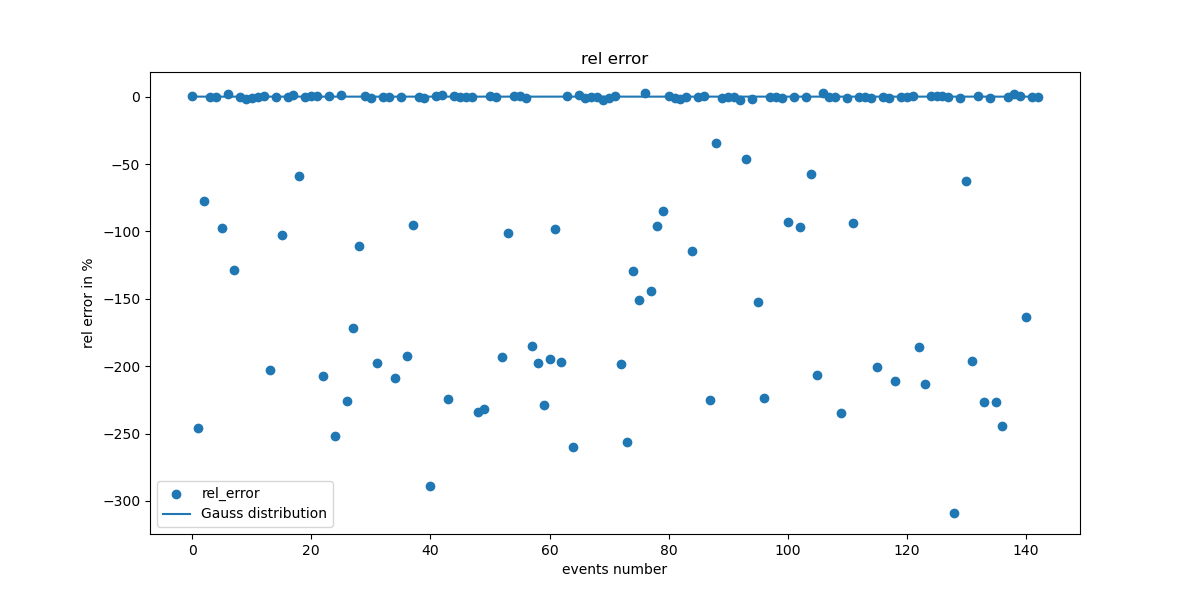 rel error
rel error in %
0
−50
−100
−150
−200
−250
−300
rel_error
Gauss distribution
0 20 40 60 80 100 120 140
events number